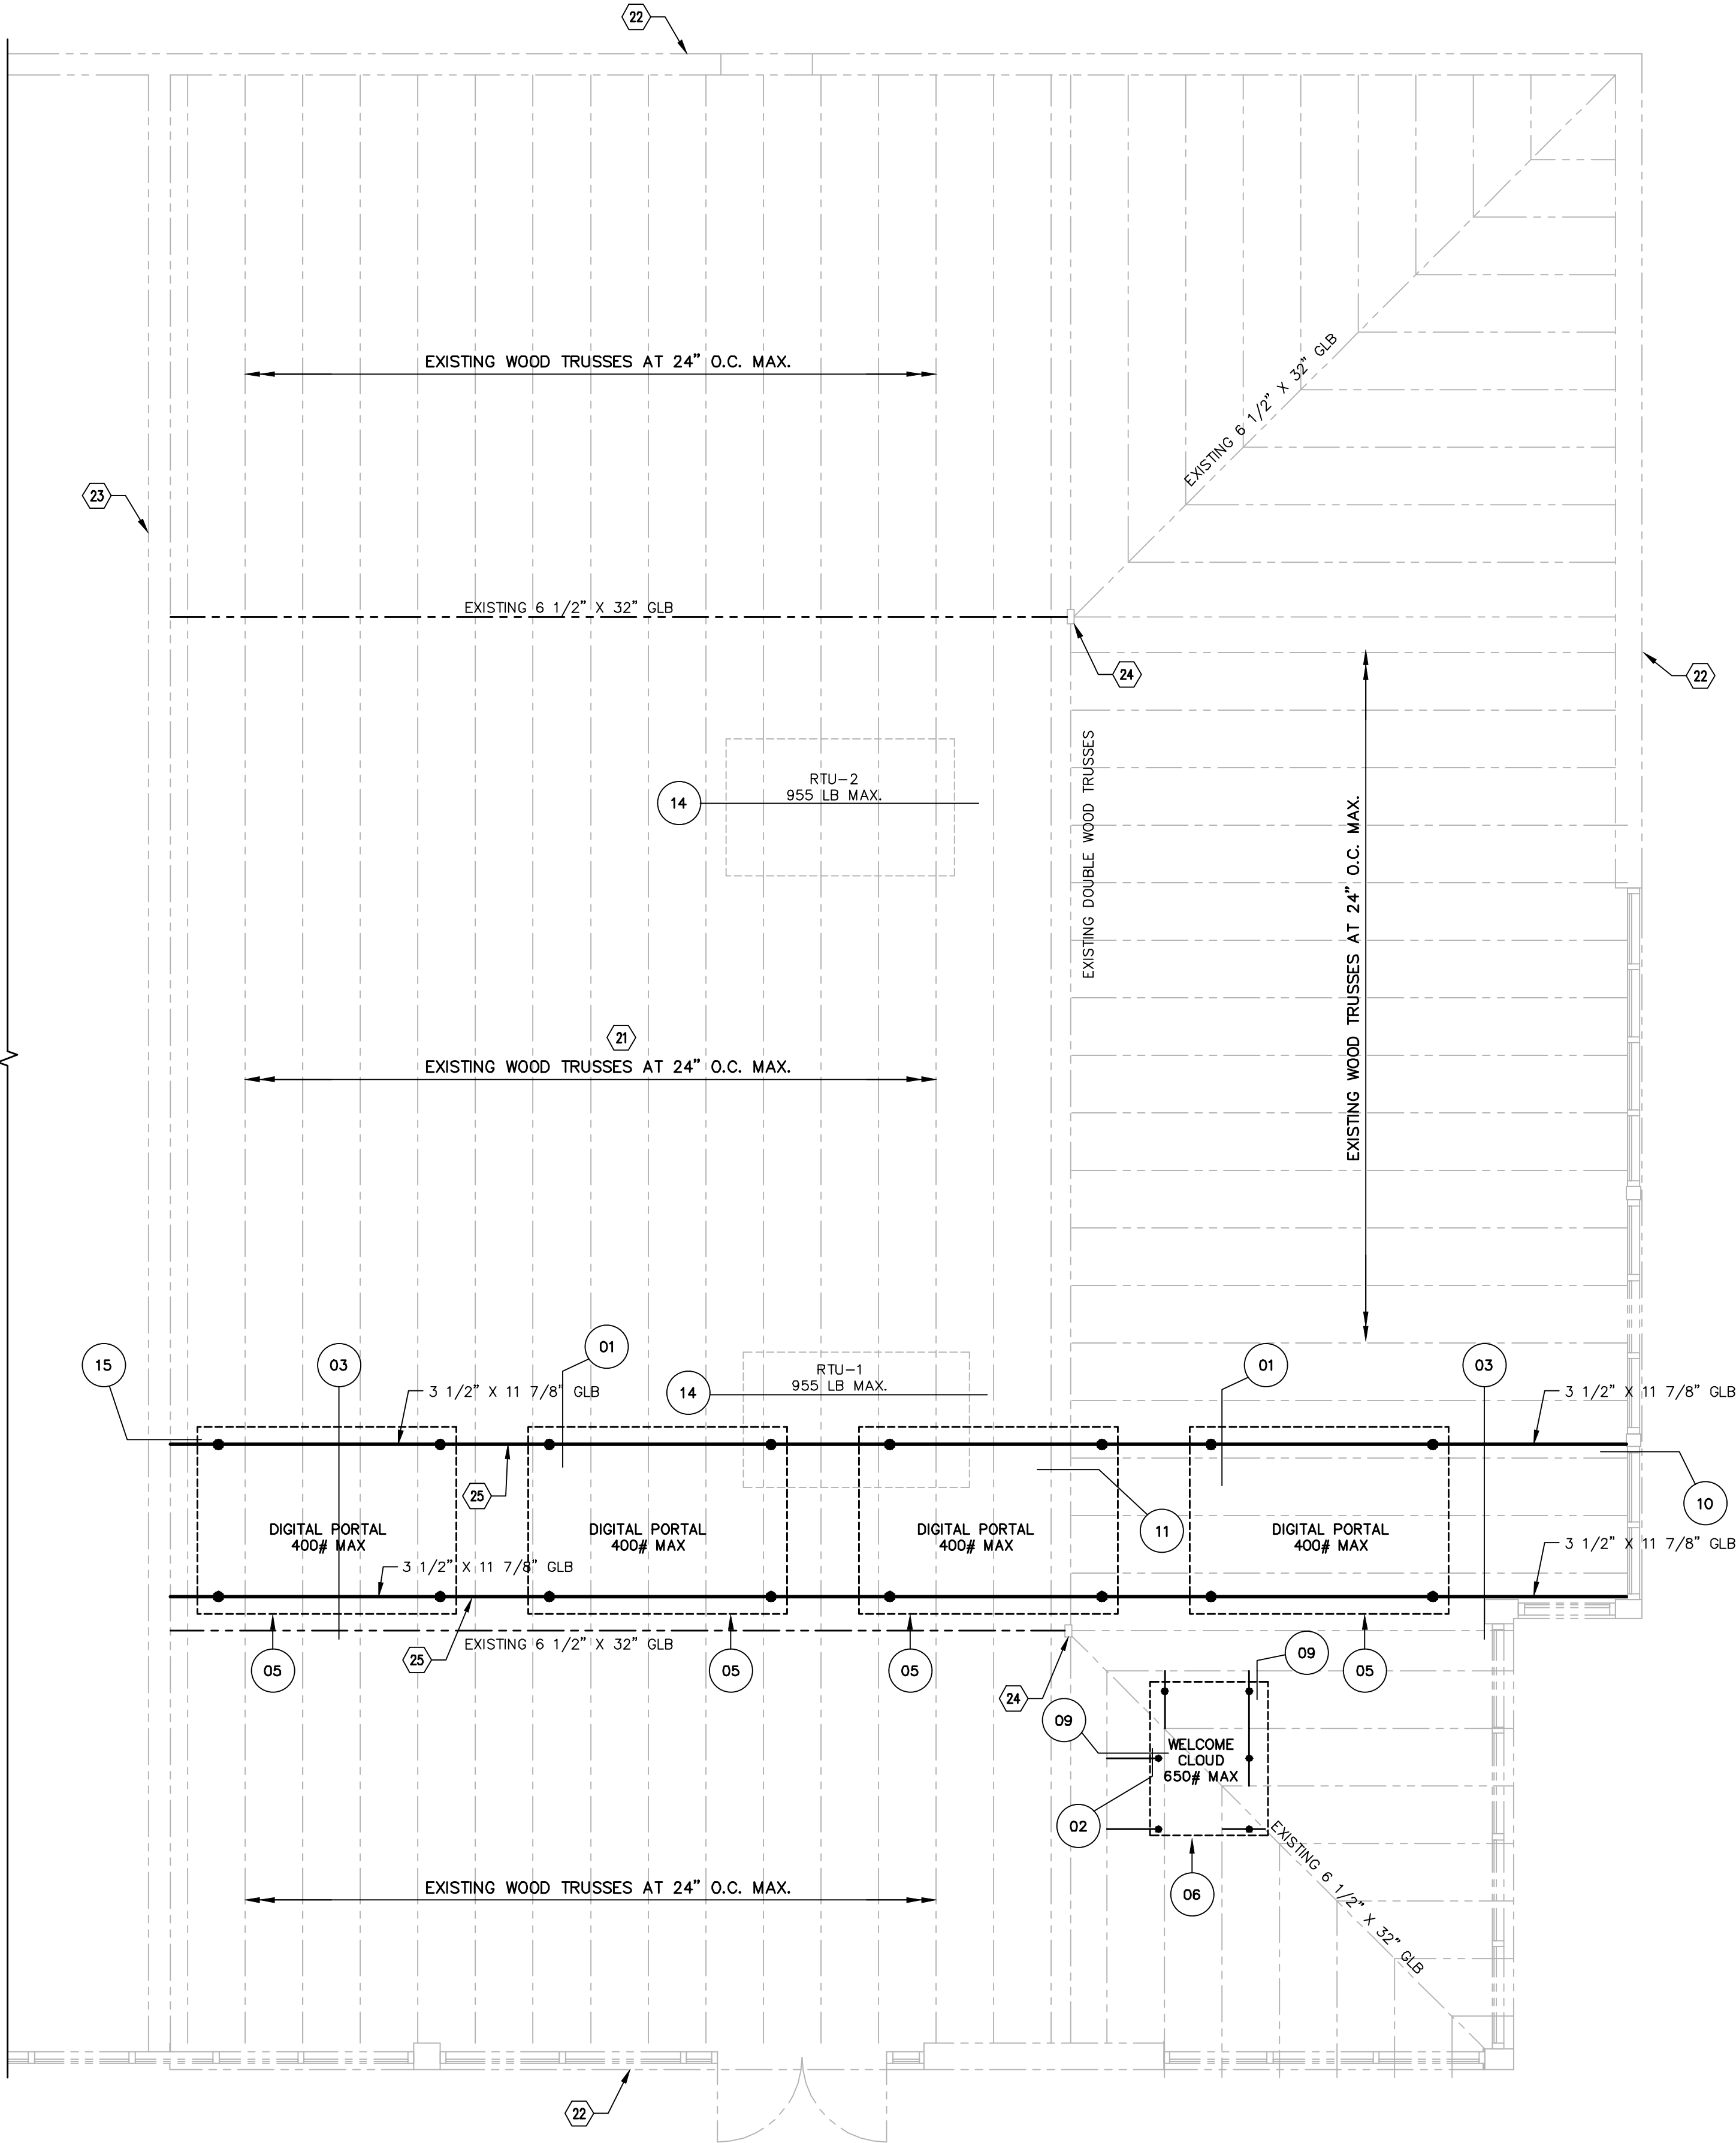 22
EXISTING WOOD TRUSSES AT 24" O.C. MAX.
EXISTING 6 1/2" X 32" GLB
23
EXISTING 6 1/2" X 32" GLB
24
22
RTU-2
14
955 LB MAX.
EXISTING DOUBLE WOOD TRUSSES
EXISTING WOOD TRUSSES AT 24" O.C. MAX.
21
EXISTING WOOD TRUSSES AT 24" O.C. MAX.
01
15
03
01
03
RTU-1
14
955 LB MAX.
3 1/2" X 11 7/8" GLB
3 1/2" X 11 7/8" GLB
25
10
DIGITAL PORTAL
400# MAX
DIGITAL PORTAL
400# MAX
DIGITAL PORTAL
400# MAX
11
DIGITAL PORTAL
400# MAX
3 1/2" X 11 7/8" GLB
3 1/2" X 11 7/8" GLB
EXISTING 6 1/2" X 32" GLB
25
05
05
05
09
05
24
09
WELCOME
CLOUD
650# MAX
02
EXISTING 6 1/2" X 32" GLB
EXISTING WOOD TRUSSES AT 24" O.C. MAX.
06
22